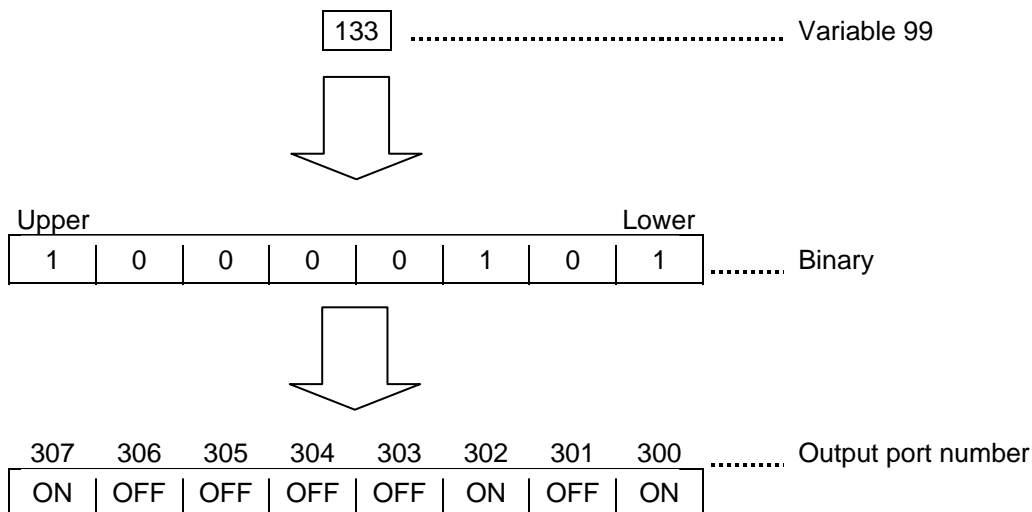 133 Variable 99
Upper Lower
1 0 0 0 0 1 0 1 Binary
307 306 305 304 303 302 301 300 Output port number
ON OFF OFF OFF OFF ON OFF ON